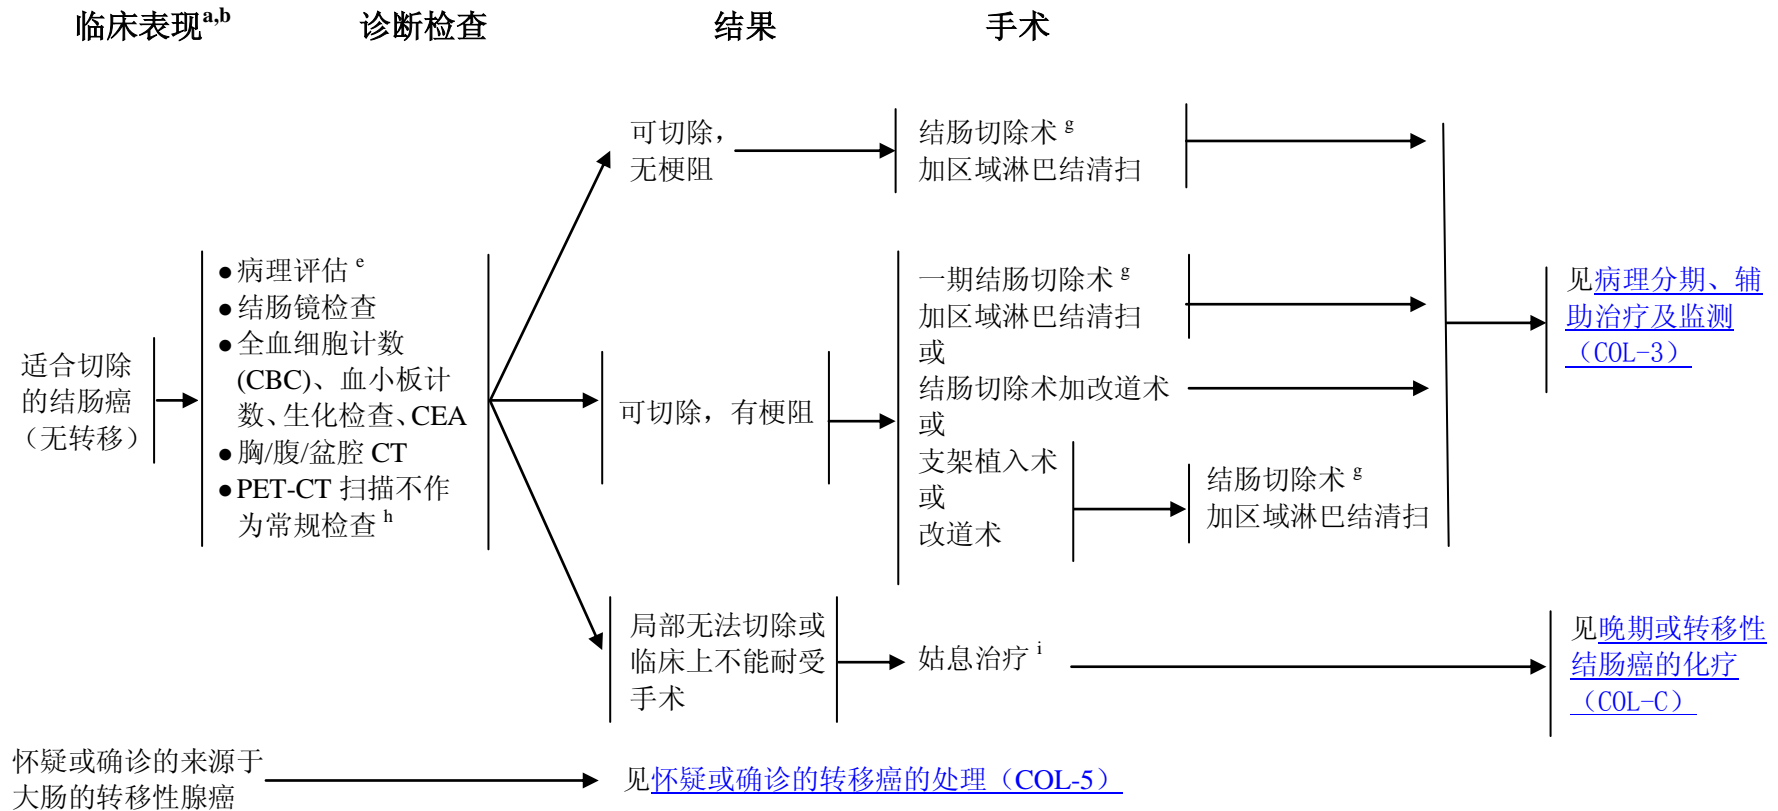 临床表现a,b 诊断检查 结果 手术
适合切除
的结肠癌
（无转移）
●病理评估 e
●结肠镜检查
●全血细胞计数
(CBC)、血小板计
数、生化检查、CEA
●胸/腹/盆腔 CT
●PET-CT 扫描不作
为常规检查 h
可切除，
无梗阻
结肠切除术 g
加区域淋巴结清扫
可切除，有梗阻
一期结肠切除术 g
加区域淋巴结清扫
或
结肠切除术加改道术
或
支架植入术
或
改道术
结肠切除术 g
加区域淋巴结清扫
见病理分期、辅
助治疗及监测
（COL-3）
局部无法切除或
临床上不能耐受
手术
姑息治疗 i
见晚期或转移性
结肠癌的化疗
（COL-C）
怀疑或确诊的来源于
大肠的转移性腺癌
见怀疑或确诊的转移癌的处理（COL-5）